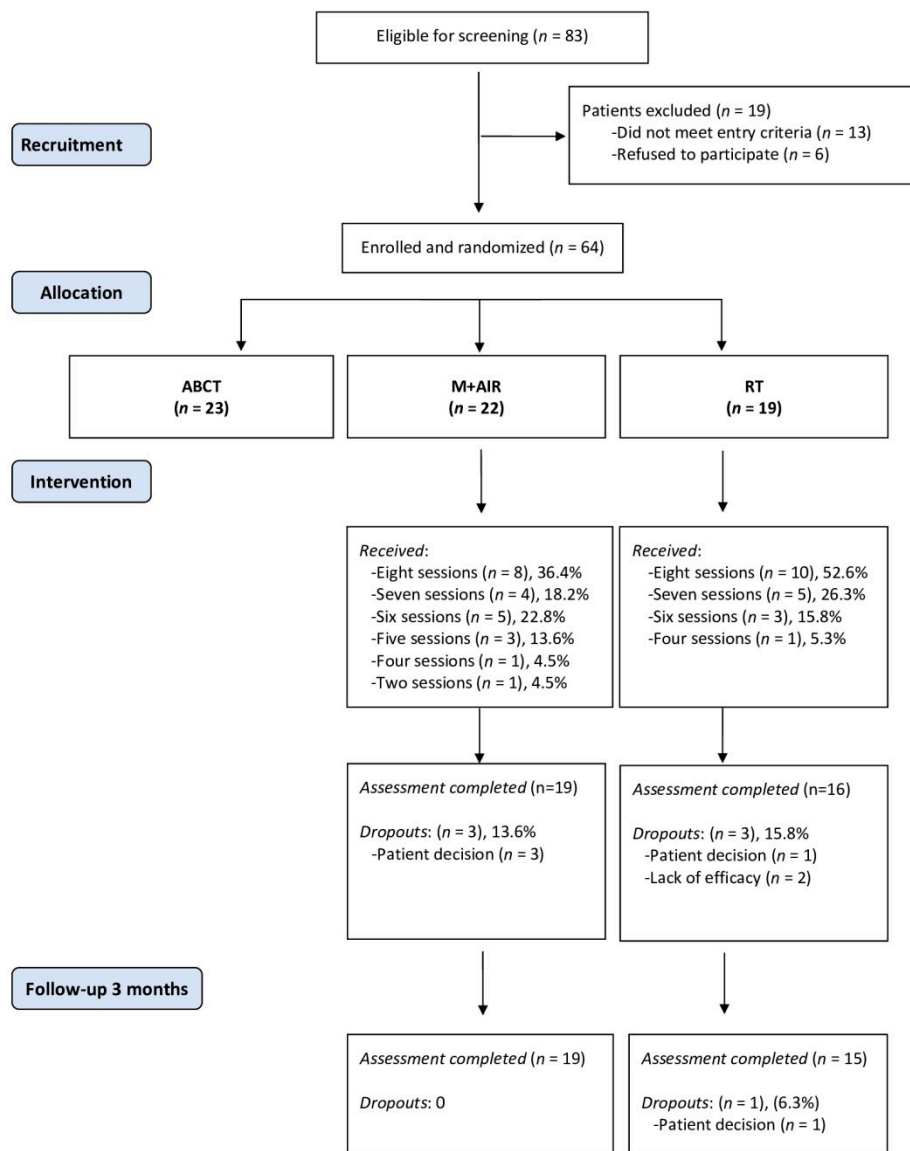 Eligible for screening (n = 83)
Patients excluded (n = 19)
-Did not meet entry criteria (n = 13)
-Refused to participate (n = 6)
Recruitment
Enrolled and randomized (n = 64)
Allocation
ABCT
(n = 23)
M+AIR
(n = 22)
RT
(n = 19)
Intervention
Received:
-Eight sessions (n = 8), 36.4%
-Seven sessions (n = 4), 18.2%
-Six sessions (n = 5), 22.8%
-Five sessions (n = 3), 13.6%
-Four sessions (n = 1), 4.5%
-Two sessions (n = 1), 4.5%
Received:
-Eight sessions (n = 10), 52.6%
-Seven sessions (n = 5), 26.3%
-Six sessions (n = 3), 15.8%
-Four sessions (n = 1), 5.3%
Assessment completed (n=19)
Dropouts: (n = 3), 13.6%
-Patient decision (n = 3)
Assessment completed (n=16)
Dropouts: (n = 3), 15.8%
-Patient decision (n = 1)
-Lack of efficacy (n = 2)
Follow-up 3 months
Assessment completed (n = 19)
Dropouts: 0
Assessment completed (n = 15)
Dropouts: (n = 1), (6.3%)
-Patient decision (n = 1)